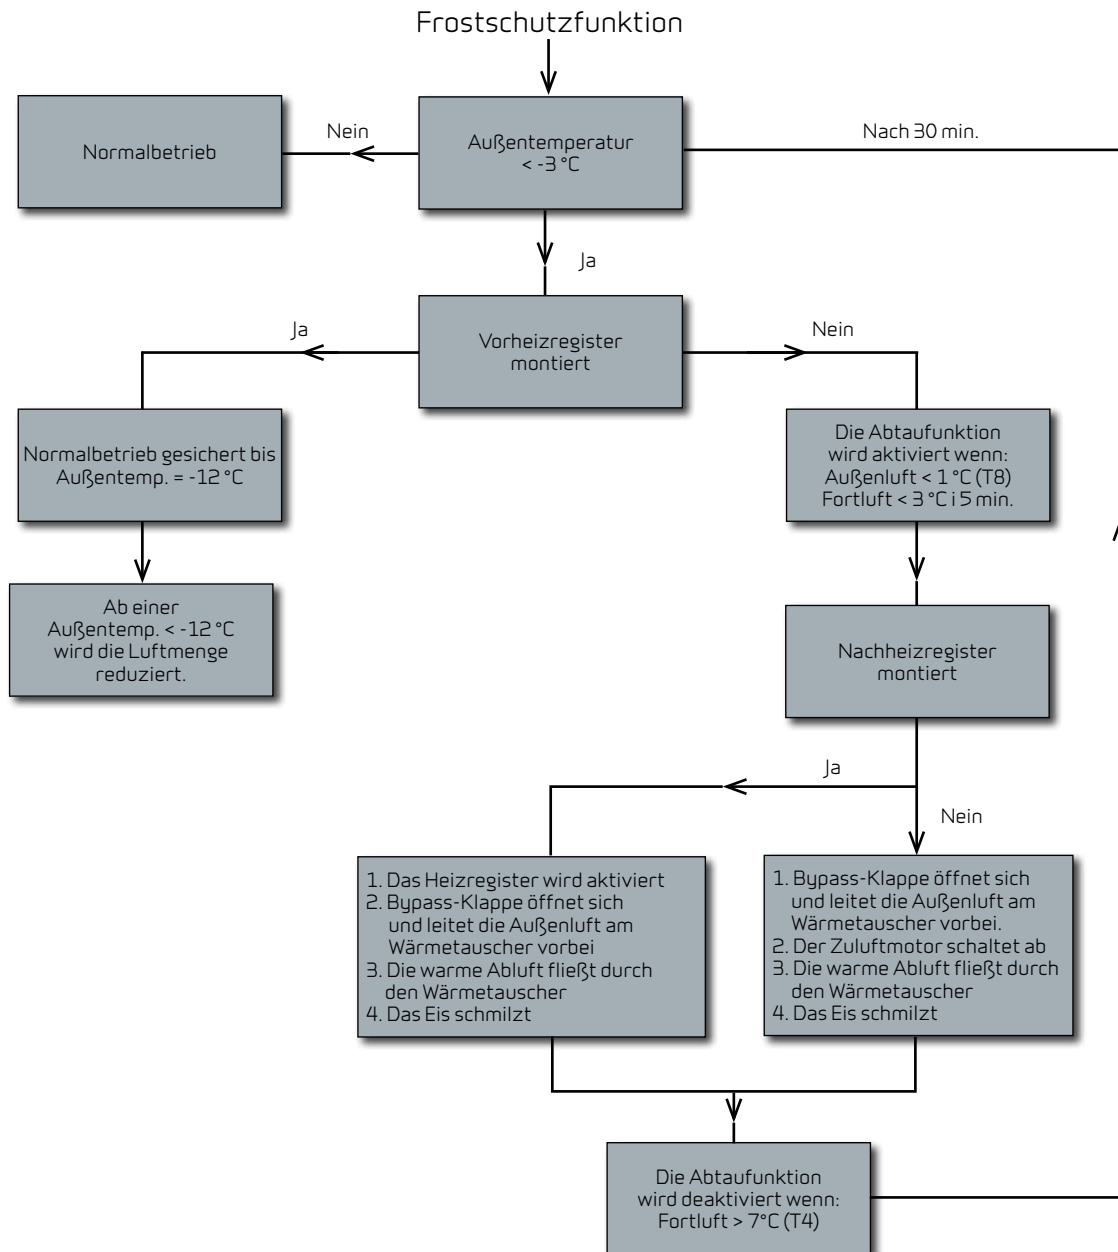 Frostschutzfunktion
Normalbetrieb
Nein
Außentemperatur
< -3 °C
Nach 30 min.
Ja
Ja
Vorheizregister
montiert
Nein
Normalbetrieb gesichert bis
Außentemp. = -12 °C
Die Abtaufunktion
wird aktiviert wenn:
Außenluft < 1 °C (T8)
Fortluft < 3 °C i 5 min.
Ab einer
Außentemp. < -12 °C
wird die Luftmenge
reduziert.
Nachheizregister
montiert
Ja
Nein
1. Das Heizregister wird aktiviert
2. Bypass-Klappe öffnet sich
und leitet die Außenluft am
Wärmetauscher vorbei
3. Die warme Abluft fließt durch
den Wärmetauscher
4. Das Eis schmilzt
1. Bypass-Klappe öffnet sich
und leitet die Außenluft am
Wärmetauscher vorbei.
2. Der Zuluftmotor schaltet ab
3. Die warme Abluft fließt durch
den Wärmetauscher
4. Das Eis schmilzt
Die Abtaufunktion
wird deaktiviert wenn:
Fortluft > 7°C (T4)